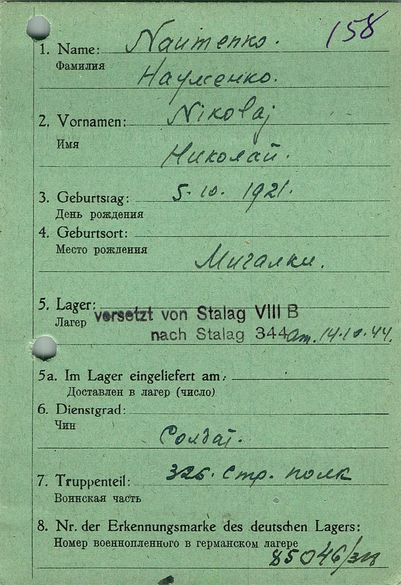 158
1. Name: Naumenko.
Фамилия
Науменко.
2. Vornamen: Nikolaj
Имя
Николай.
3. Geburtstag: 5. 10. 1921.
День рождения
4. Geburtsort:
Место рождения
Мигалки.
5. Lager: versetzt von Stalag VIII B
Лагер
nach Stalag 344 am. 14.10.44.
5a. Im Lager eingeliefert am:
Доставлен в лагер (число)
6. Dienstgrad:
Чин
Солдат.
7. Truppenteil: 326. стр. полк
Воинская часть
8. Nr. der Erkennungsmarke des deutschen Lagers:
Номер военнопленного в германском лагере
85046/